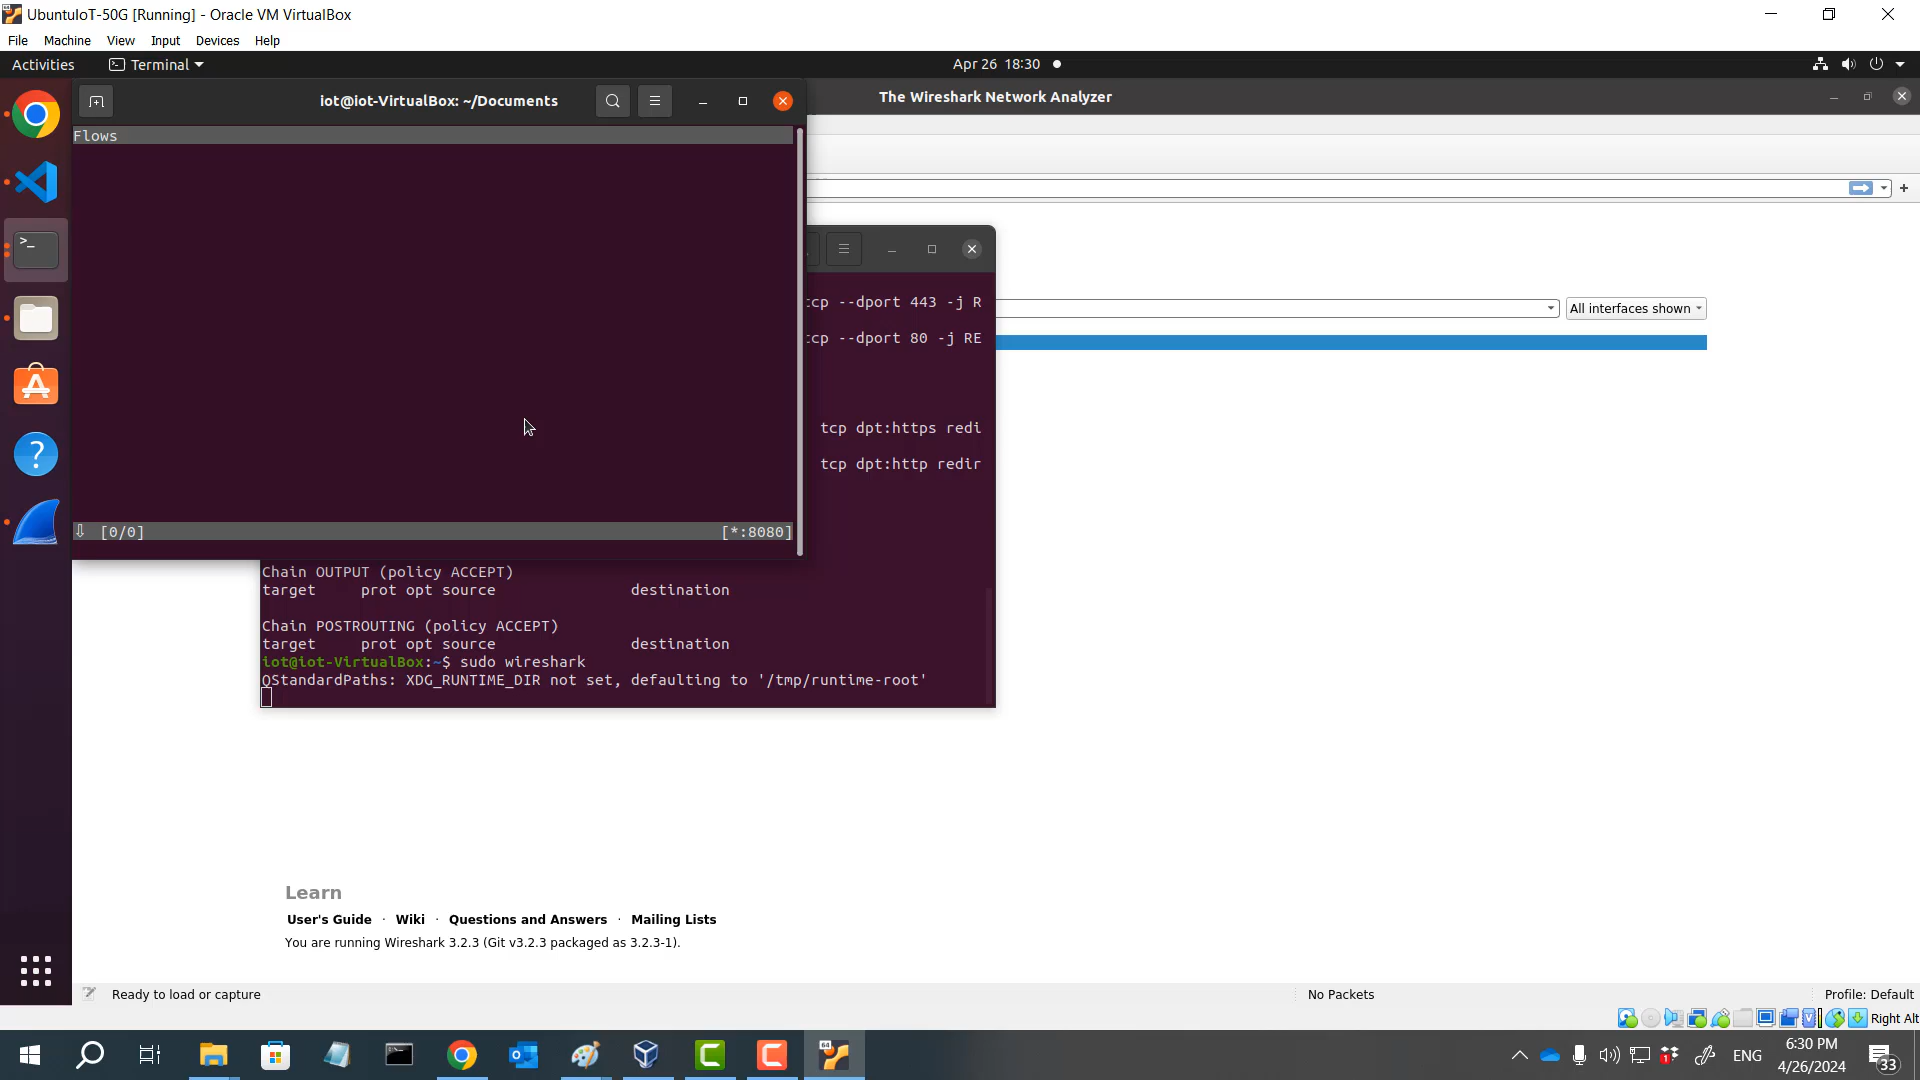 UbuntuIoT-50G [Running] - Oracle VM VirtualBox
File Machine View Input Devices Help
Activities Terminal Apr 26 18:30
iot@iot-VirtualBox: ~/Documents
The Wireshark Network Analyzer
Flows
[0/0] [*:8080]
tcp --dport 443 -j R
All interfaces shown
tcp --dport 80 -j RE
tcp dpt:https redi
tcp dpt:http redir
Chain OUTPUT (policy ACCEPT)
target prot opt source destination
Chain POSTROUTING (policy ACCEPT)
target prot opt source destination
iot@iot-VirtualBox:~$ sudo wireshark
QStandardPaths: XDG_RUNTIME_DIR not set, defaulting to '/tmp/runtime-root'
Learn
User's Guide · Wiki · Questions and Answers · Mailing Lists
You are running Wireshark 3.2.3 (Git v3.2.3 packaged as 3.2.3-1).
Ready to load or capture No Packets Profile: Default
Right Alt
ENG
6:30 PM
4/26/2024
33